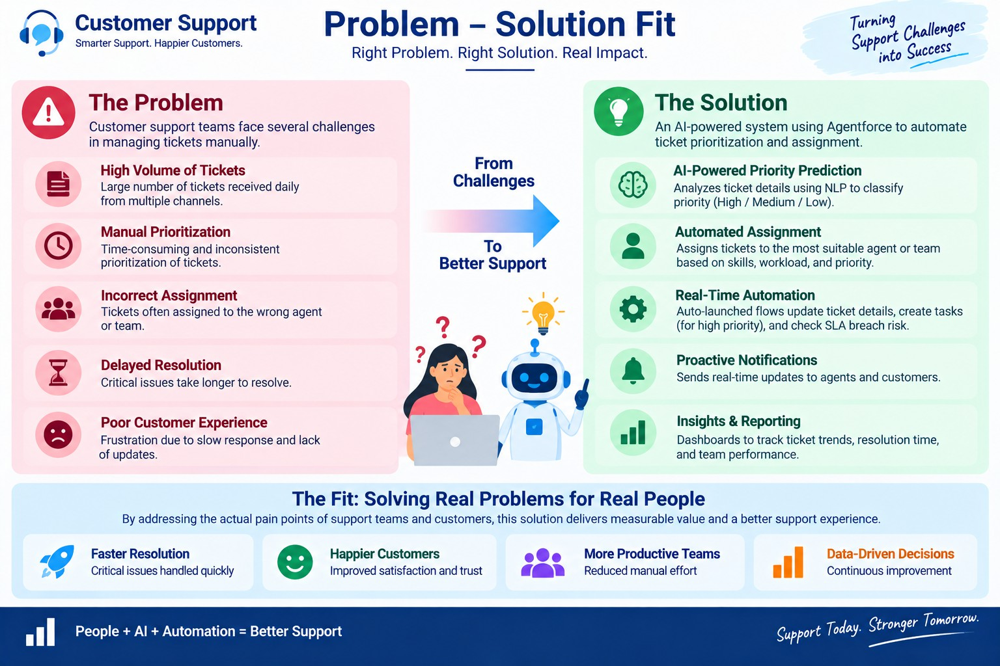 Customer Support
Smarter Support. Happier Customers.
Problem – Solution Fit
Right Problem. Right Solution. Real Impact.
Turning
Support Challenges
into Success
The Problem
Customer support teams face several challenges
in managing tickets manually.
High Volume of Tickets
Large number of tickets received daily
from multiple channels.
Manual Prioritization
Time-consuming and inconsistent
prioritization of tickets.
Incorrect Assignment
Tickets often assigned to the wrong agent
or team.
Delayed Resolution
Critical issues take longer to resolve.
Poor Customer Experience
Frustration due to slow response and lack
of updates.
From
Challenges
To
Better Support
? ? ?
The Solution
An AI-powered system using Agentforce to automate
ticket prioritization and assignment.
AI-Powered Priority Prediction
Analyzes ticket details using NLP to classify
priority (High / Medium / Low).
Automated Assignment
Assigns tickets to the most suitable agent or team
based on skills, workload, and priority.
Real-Time Automation
Auto-launched flows update ticket details, create tasks
(for high priority), and check SLA breach risk.
Proactive Notifications
Sends real-time updates to agents and customers.
Insights & Reporting
Dashboards to track ticket trends, resolution time,
and team performance.
The Fit: Solving Real Problems for Real People
By addressing the actual pain points of support teams and customers, this solution delivers measurable value and a better support experience.
Faster Resolution
Critical issues handled quickly
Happier Customers
Improved satisfaction and trust
More Productive Teams
Reduced manual effort
Data-Driven Decisions
Continuous improvement
People + AI + Automation = Better Support
Support Today. Stronger Tomorrow.